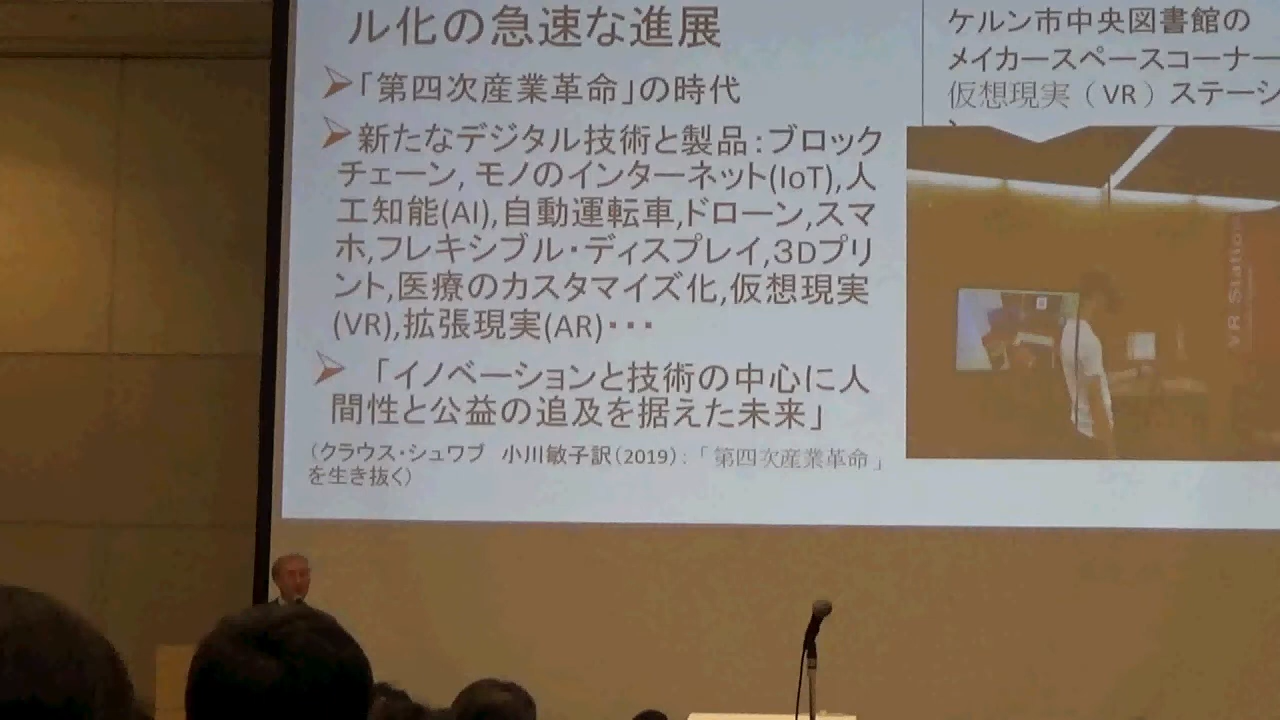 ル化の急速な進展
「第四次産業革命」の時代
新たなデジタル技術と製品:ブロック
チェーン, モノのインターネット(IoT),人
工知能(AI),自動運転車,ドローン,スマ
ホ,フレキシブル・ディスプレイ,3Dプリ
ント,医療のカスタマイズ化,仮想現実
(VR),拡張現実(AR)・・・
「イノベーションと技術の中心に人
間性と公益の追及を据えた未来」
(クラウス・シュワブ 小川敏子訳(2019):「第四次産業革命」
を生き抜く)
ケルン市中央図書館の
メイカースペースコーナー
仮想現実(VR)ステーシ
VR Station